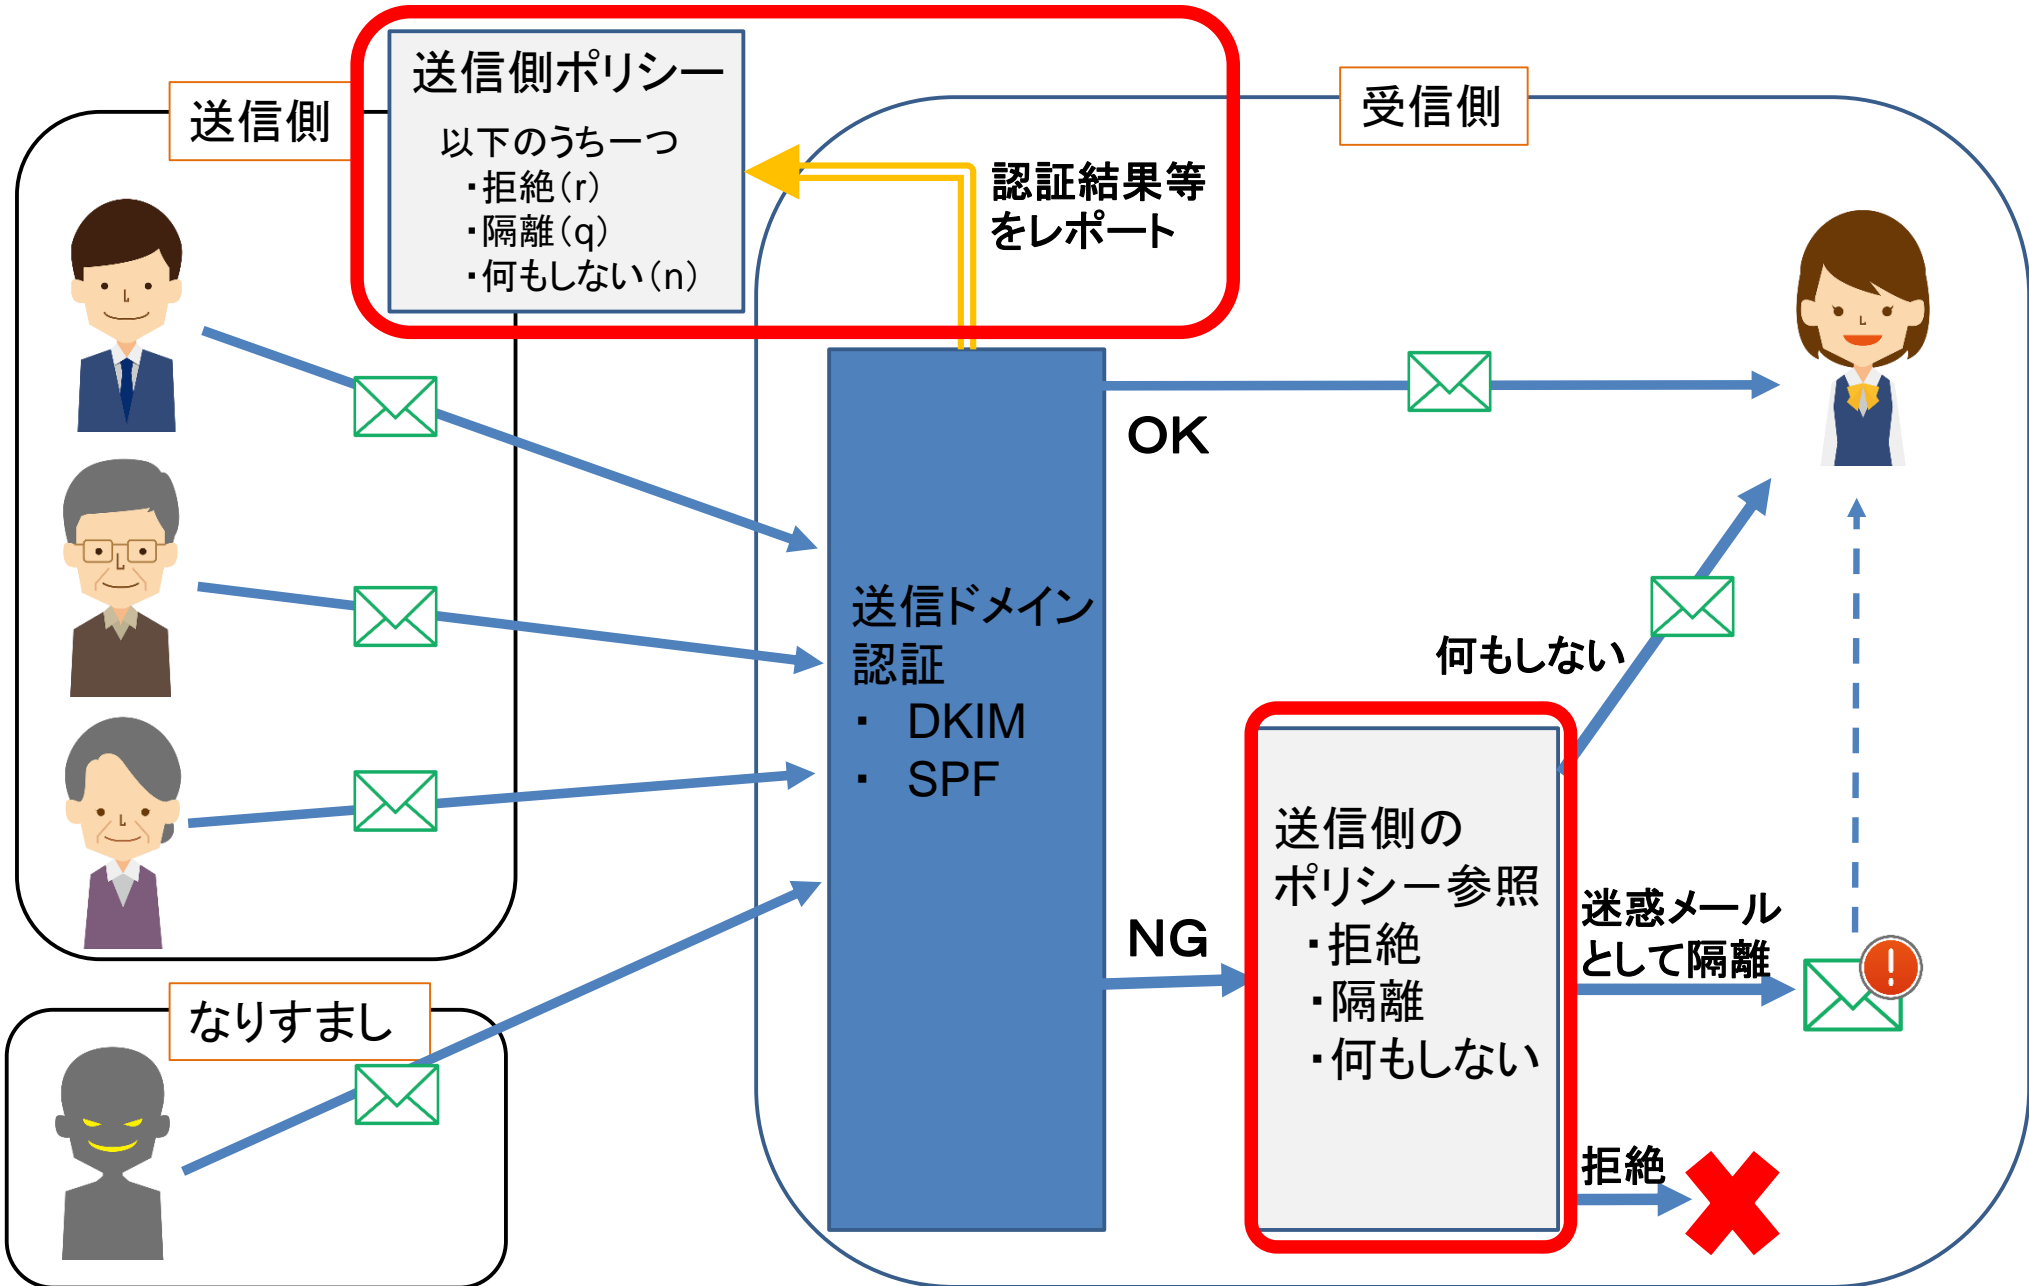 送信側
送信側ポリシー
以下のうち一つ
・拒絶(r)
・隔離(q)
・何もしない(n)
認証結果等
をレポート
受信側
OK
送信ドメイン
認証
・ DKIM
・ SPF
何もしない
NG
送信側の
ポリシー参照
・拒絶
・隔離
・何もしない
迷惑メール
として隔離
拒絶
なりすまし